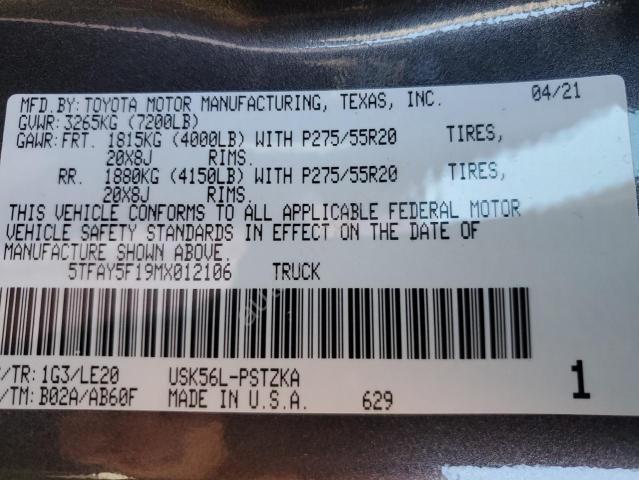 MFD.BY:TOYOTA MOTOR MANUFACTURING, TEXAS, INC. 04/21
GVWR:3265KG (7200LB)
GAWR:FRT. 1815KG (4000LB) WITH P275/55R20 TIRES,
20X8J RIMS.
RR. 1880KG (4150LB) WITH P275/55R20 TIRES,
20X8J RIMS.
THIS VEHICLE CONFORMS TO ALL APPLICABLE FEDERAL MOTOR
VEHICLE SAFETY STANDARDS IN EFFECT ON THE DATE OF
MANUFACTURE SHOWN ABOVE.
5TFAY5F19MX012106 TRUCK
/TR:1G3/LE20 USK56L-PSTZKA 1
/TM:B02A/AB60F MADE IN U.S.A. 629